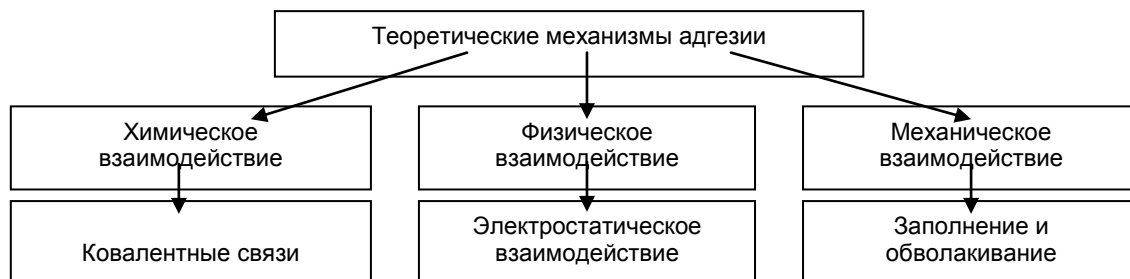 Теоретические механизмы адгезии
Химическое
взаимодействие
Физическое
взаимодействие
Механическое
взаимодействие
Ковалентные связи
Электростатическое
взаимодействие
Заполнение и
обволакивание